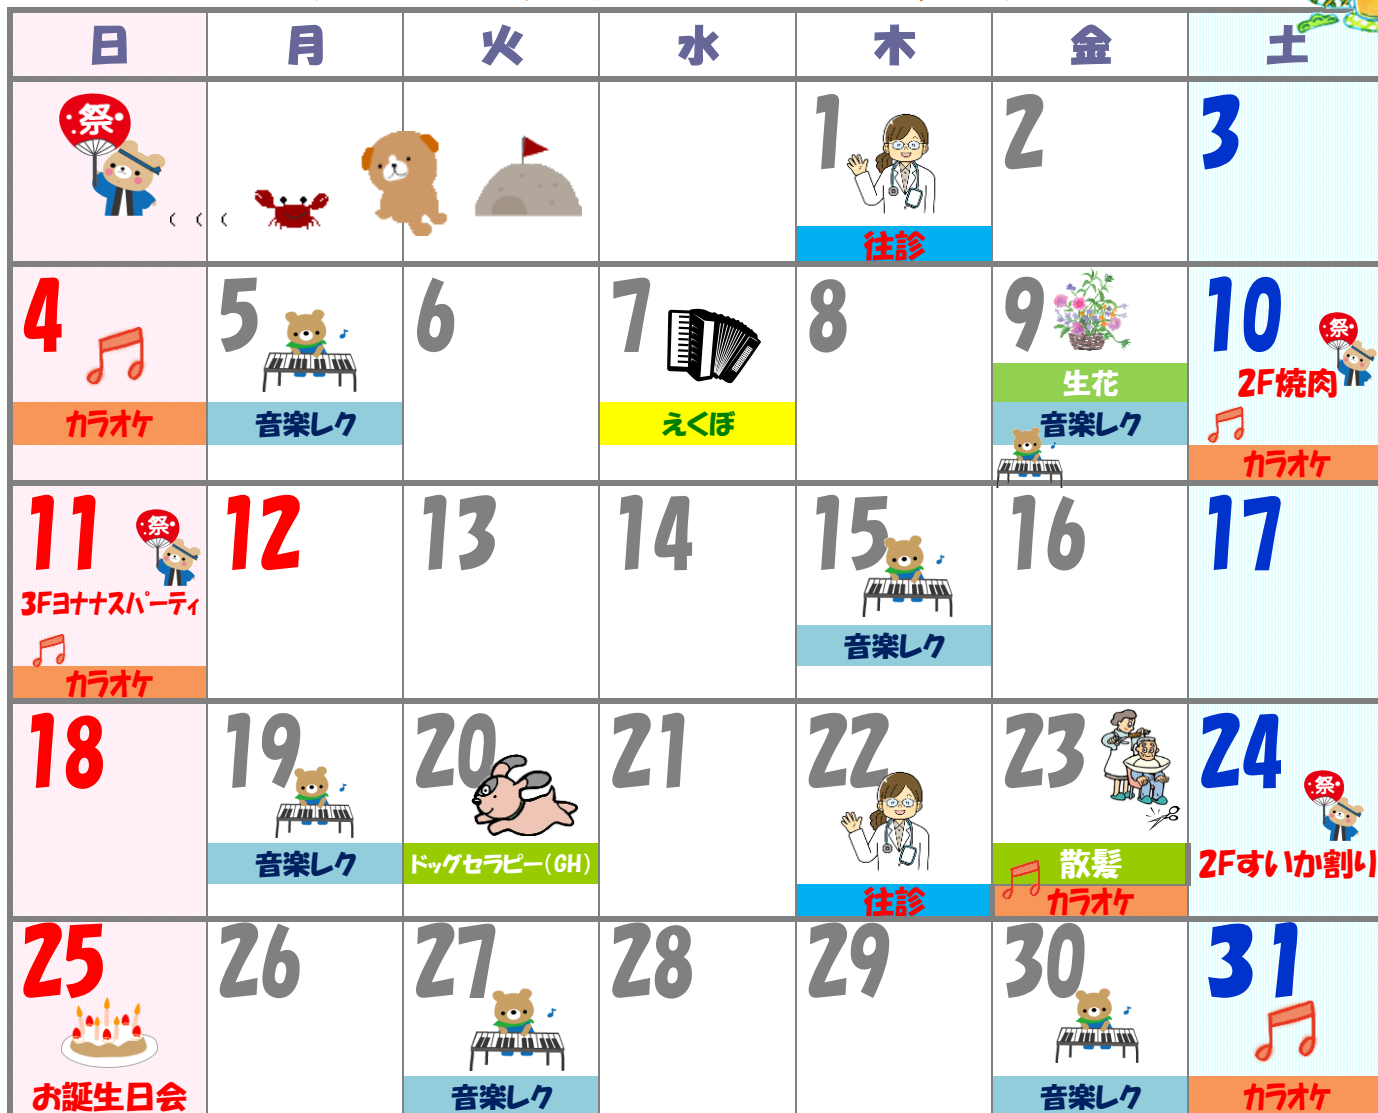 日 月 火 水 木 金 土
祭 1 2 3
往診
4 5 6 7 8 9 10
祭
生花 2F焼肉
カラオケ 音楽レク えくぼ 音楽レク
カラオケ
11 12 13 14 15 16 17
祭
3Fヨナナスパーティ
音楽レク
カラオケ
18 19 20 21 22 23 24
祭
音楽レク ドッグセラピー(GH) 散髪 2Fすいか割り
往診 カラオケ
25 26 27 28 29 30 31
お誕生日会 音楽レク 音楽レク カラオケ